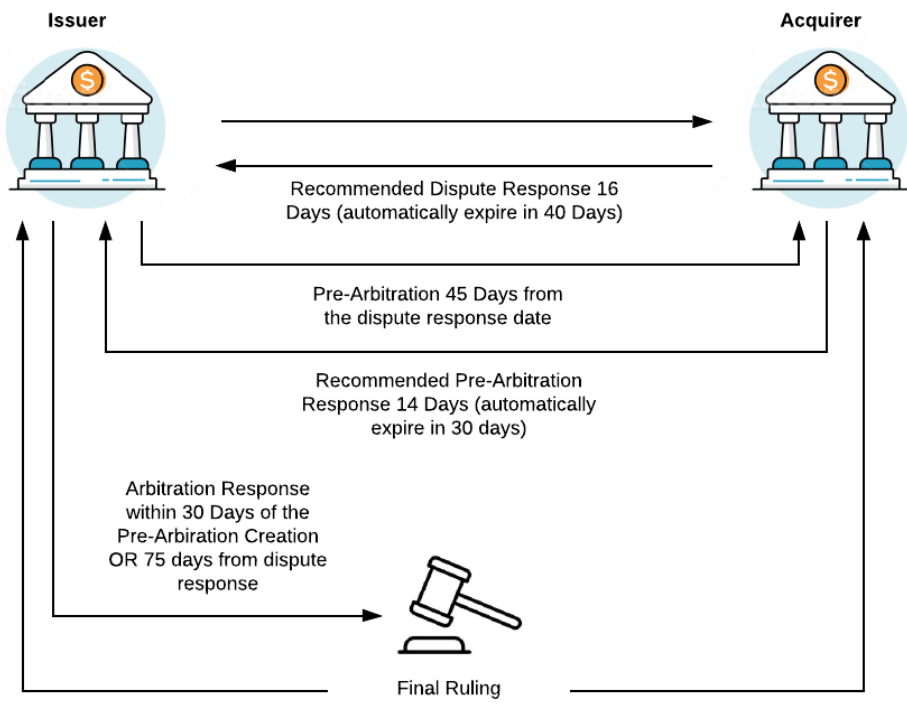 Issuer
Acquirer
$
$
Recommended Dispute Response 16
Days (automatically expire in 40 Days)
Pre-Arbitration 45 Days from
the dispute response date
Recommended Pre-Arbitration
Response 14 Days (automatically
expire in 30 days)
Arbitration Response
within 30 Days of the
Pre-Arbiration Creation
OR 75 days from dispute
response
Final Ruling